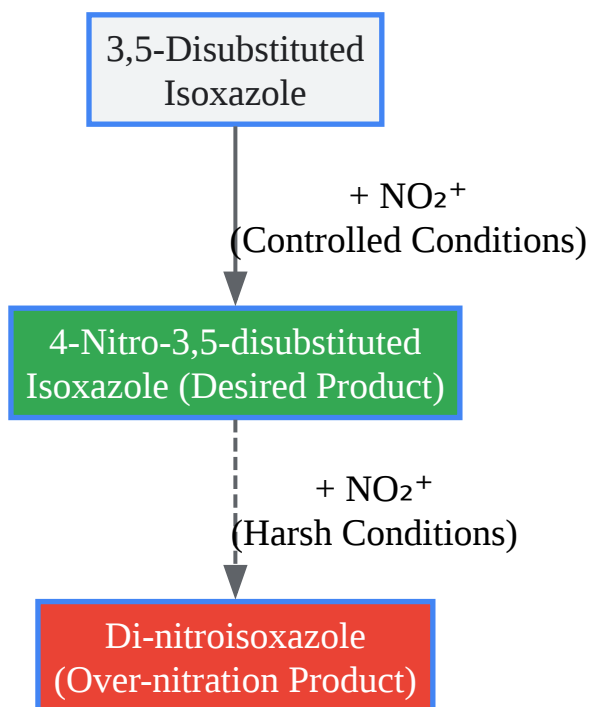 3,5-Disubstituted
Isoxazole
+ NO₂⁺
(Controlled Conditions)
4-Nitro-3,5-disubstituted
Isoxazole (Desired Product)
+ NO₂⁺
(Harsh Conditions)
Di-nitroisoxazole
(Over-nitration Product)